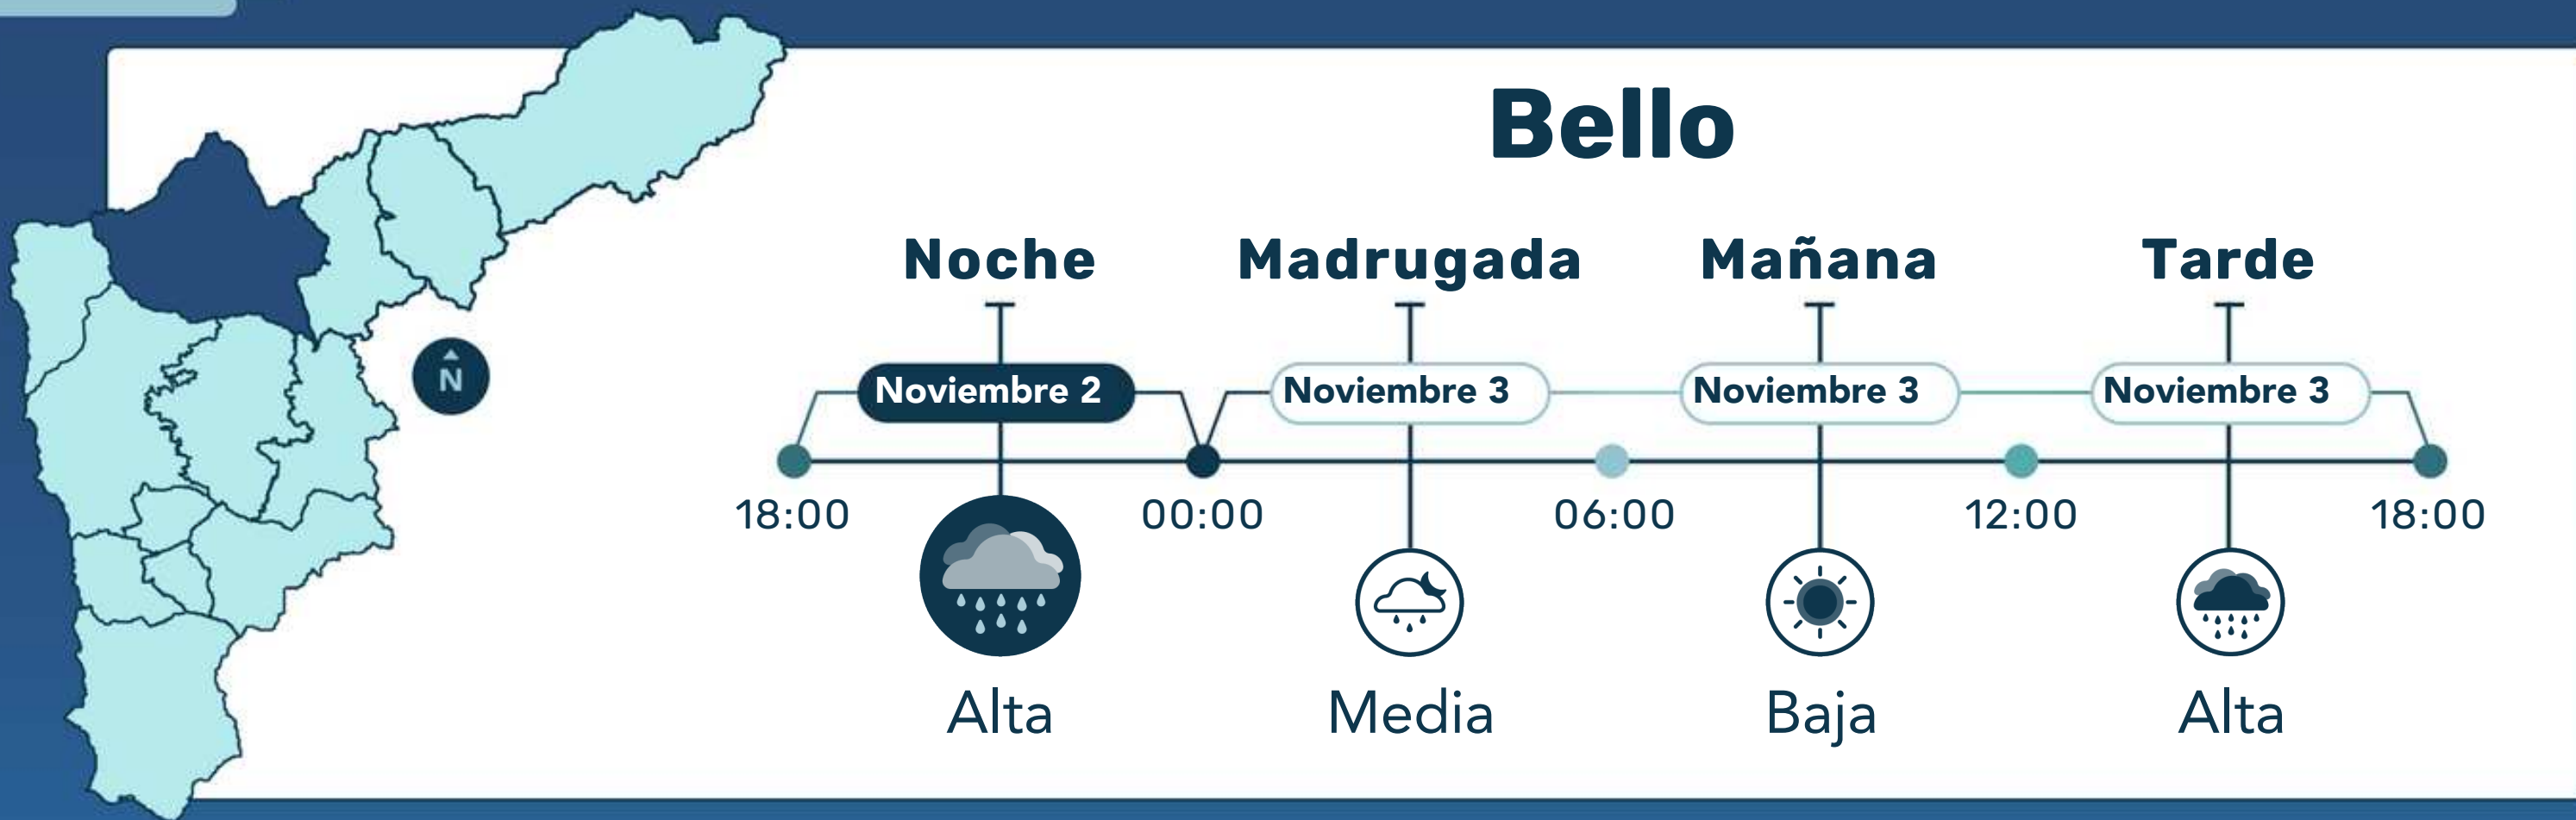 Bello
Noche
Madrugada
Mañana
Tarde
Noviembre 2
Noviembre 3
Noviembre 3
Noviembre 3
N
18:00
00:00
06:00
12:00
18:00
Alta
Media
Baja
Alta